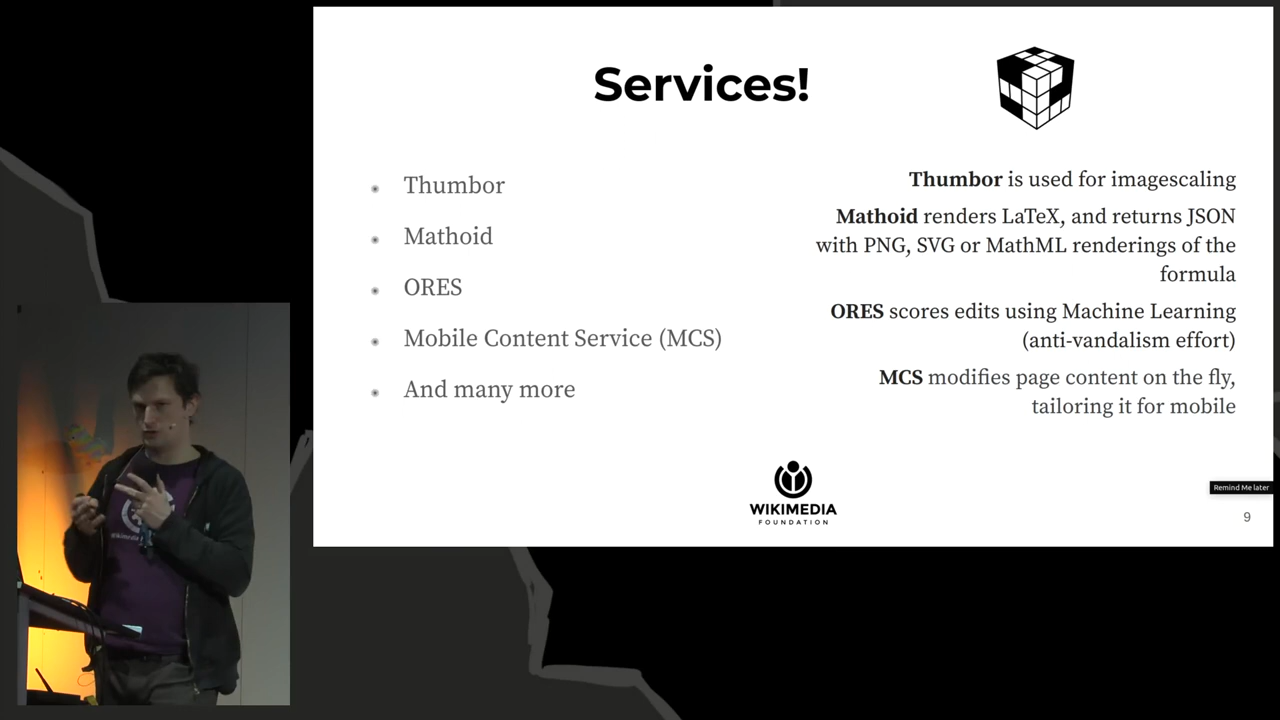 Services!
Thumbor
Mathoid
ORES
Mobile Content Service (MCS)
And many more
Thumbor is used for imagescaling
Mathoid renders LaTeX, and returns JSON
with PNG, SVG or MathML renderings of the
formula
ORES scores edits using Machine Learning
(anti-vandalism effort)
MCS modifies page content on the fly,
tailoring it for mobile
WIKIMEDIA
FOUNDATION
Remind Me later
9